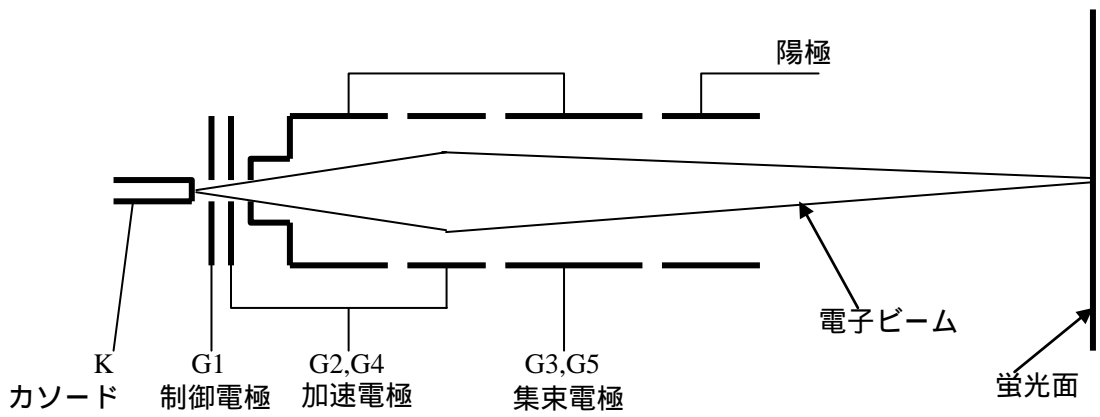 陽極
電子ビーム
K
カソード
G1
制御電極
G2,G4
加速電極
G3,G5
集束電極
蛍光面